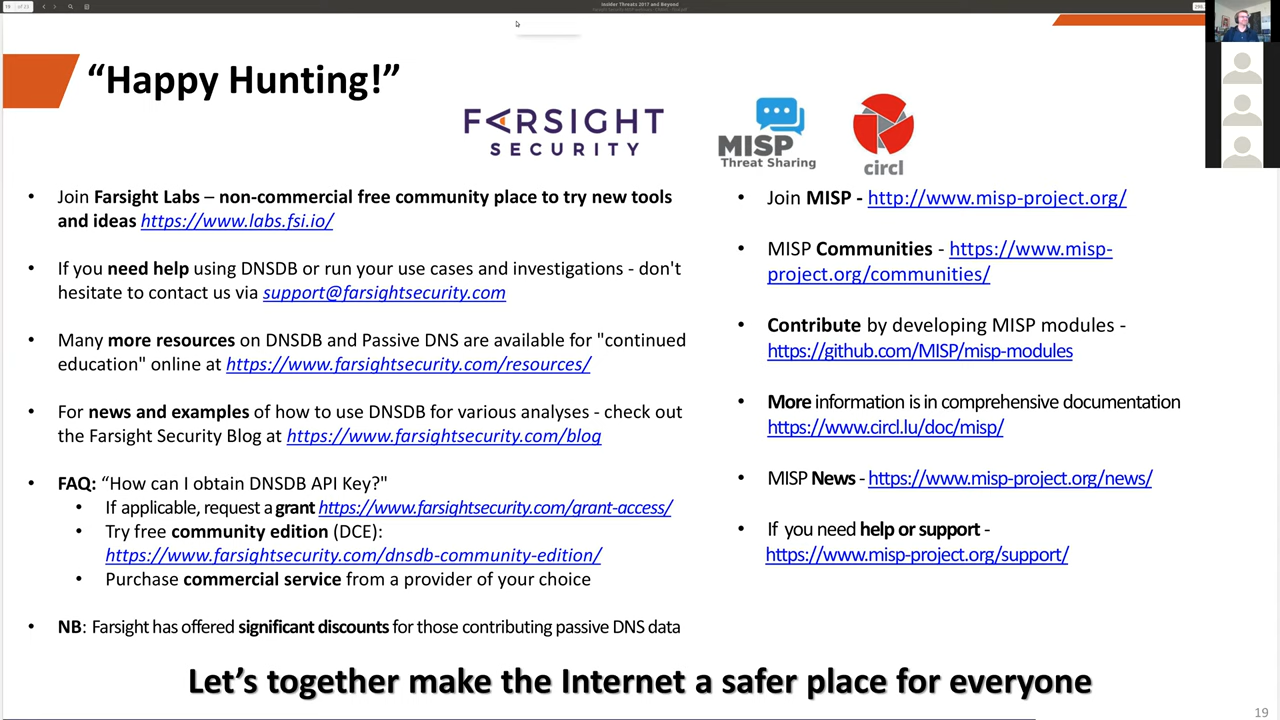 19 of 23
Insider Threats 2017 and Beyond
“Happy Hunting!”
FARSIGHT
SECURITY
MISP
Threat Sharing
circl
• Join Farsight Labs – non-commercial free community place to try new tools
and ideas https://www.labs.fsi.io/
• If you need help using DNSDB or run your use cases and investigations - don't
hesitate to contact us via support@farsightsecurity.com
• Many more resources on DNSDB and Passive DNS are available for "continued
education" online at https://www.farsightsecurity.com/resources/
• For news and examples of how to use DNSDB for various analyses - check out
the Farsight Security Blog at https://www.farsightsecurity.com/blog
• FAQ: “How can I obtain DNSDB API Key?"
• If applicable, request a grant https://www.farsightsecurity.com/grant-access/
• Try free community edition (DCE):
https://www.farsightsecurity.com/dnsdb-community-edition/
• Purchase commercial service from a provider of your choice
• NB: Farsight has offered significant discounts for those contributing passive DNS data
• Join MISP - http://www.misp-project.org/
• MISP Communities - https://www.misp-
project.org/communities/
• Contribute by developing MISP modules -
https://github.com/MISP/misp-modules
• More information is in comprehensive documentation
https://www.circl.lu/doc/misp/
• MISP News - https://www.misp-project.org/news/
• If you need help or support -
https://www.misp-project.org/support/
Let’s together make the Internet a safer place for everyone
19